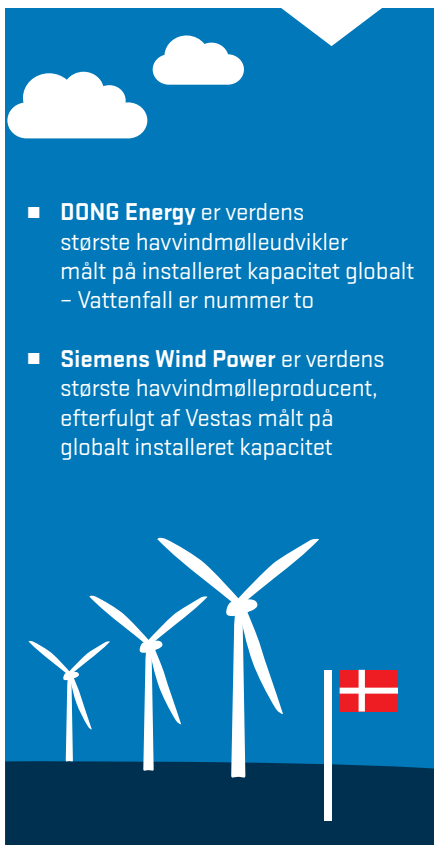 ■ DONG Energy er verdens
største havvindmølleudvikler
målt på installeret kapacitet globalt
– Vattenfall er nummer to
■ Siemens Wind Power er verdens
største havvindmølleproducent,
efterfulgt af Vestas målt på
globalt installeret kapacitet